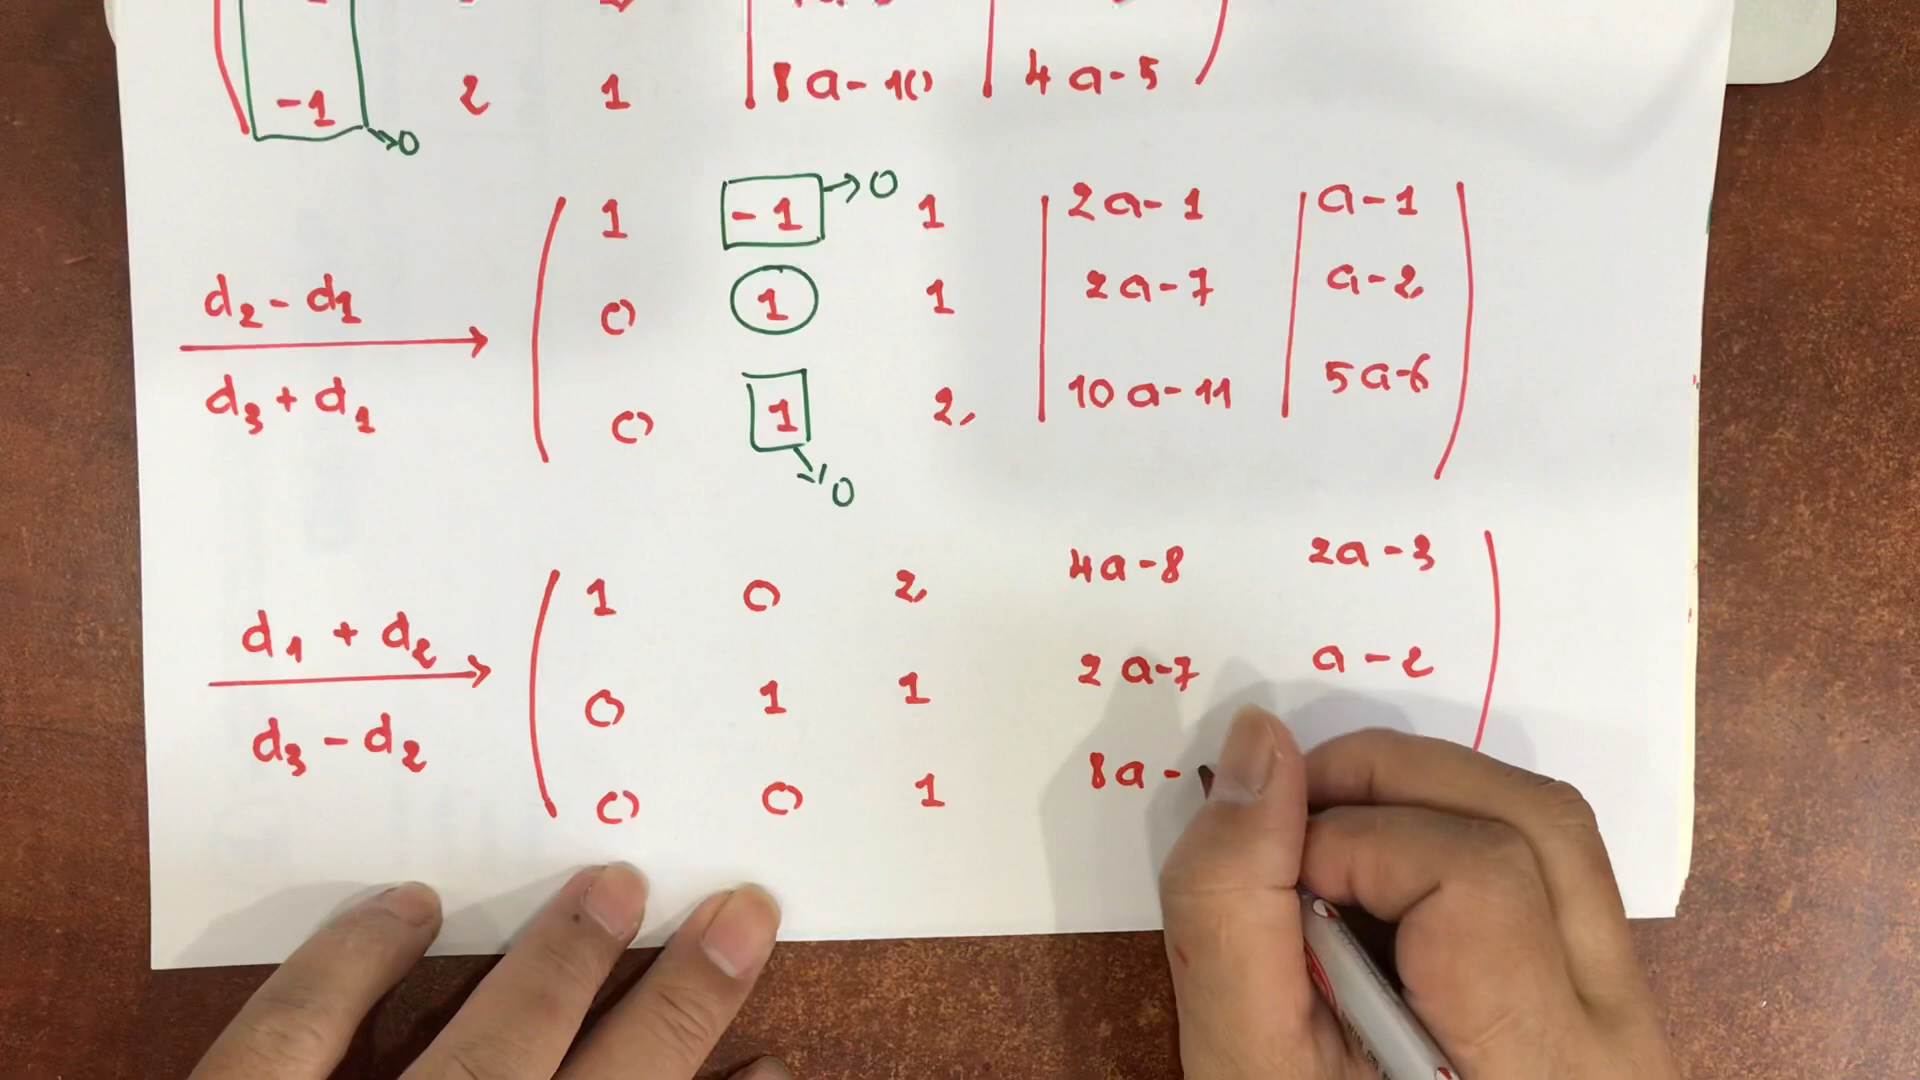 -1 2 1 | 8a-10 | 4a-5 )
→0
d2 - d1
d3 + d1
( 1 -1 →0 1 | 2a-1 | a-1 )
0 1 1 | 2a-7 | a-2
0 1 2 | 10a-11 | 5a-6
→0
d1 + d2
d3 - d2
( 1 0 2 4a-8 2a-3 )
0 1 1 2a-7 a-2
0 0 1 8a-